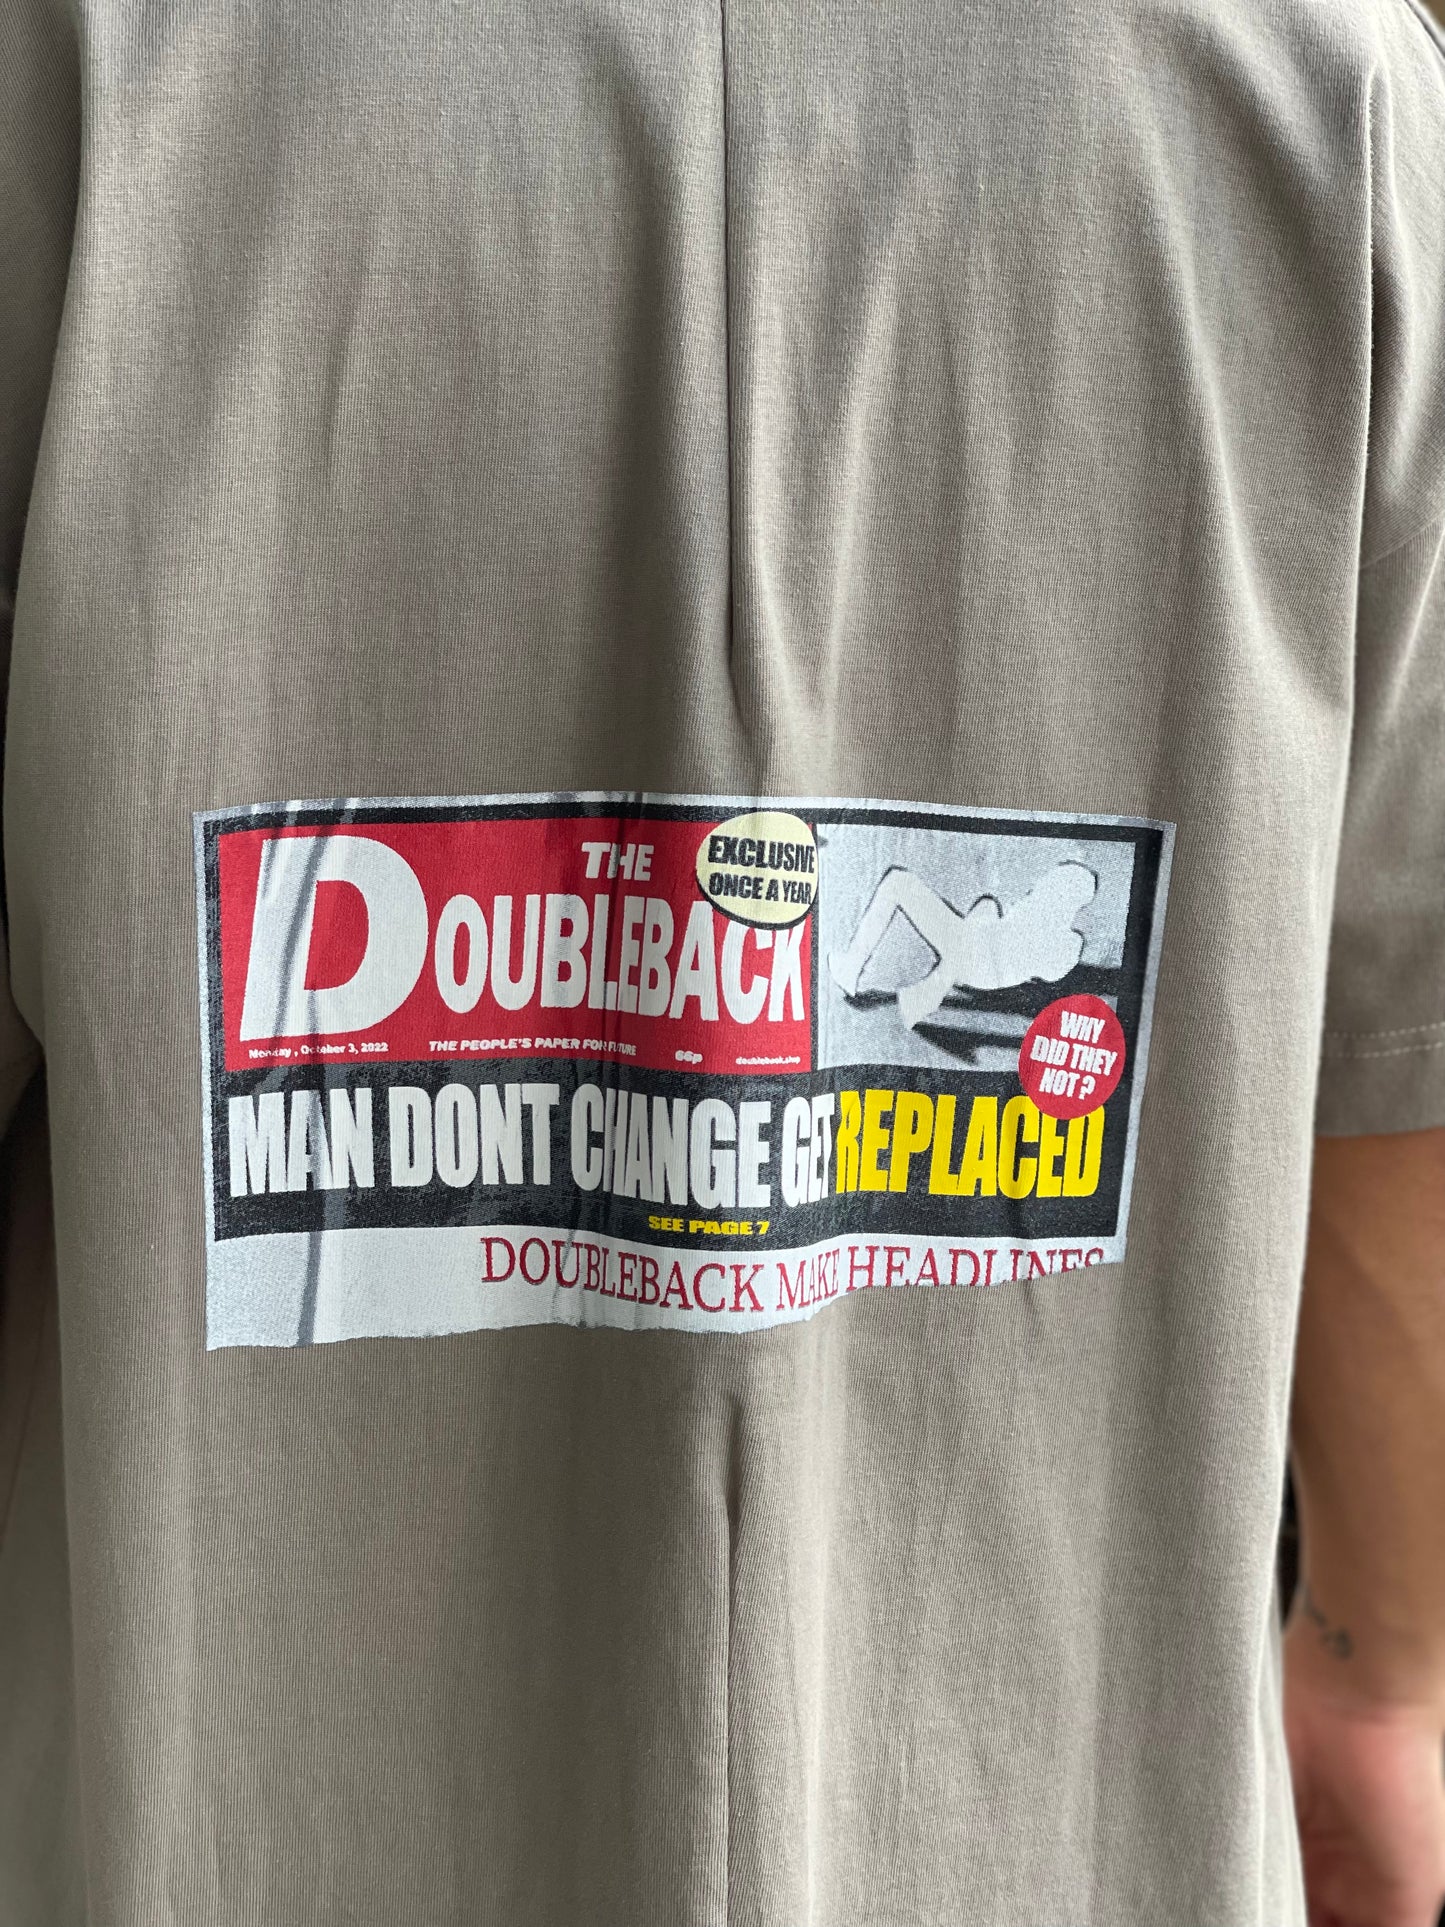 THE
DOUBLEBACK
EXCLUSIVE
ONCE A YEAR
Monday, October 3, 2022
THE PEOPLE'S PAPER FOR FUTURE
66p
doubleback.shop
WHY
DID THEY
NOT?
MAN DONT CHANGE GET REPLACED
SEE PAGE 7
DOUBLEBACK MAKE HEADLINES